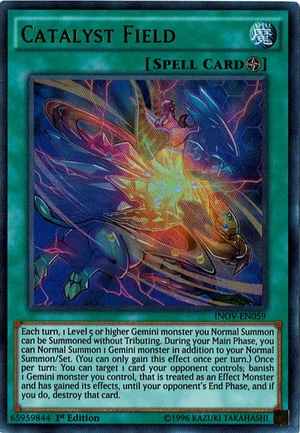 CATALYST FIELD
魔
[SPELL CARD]
INOV-EN059
Each turn, 1 Level 5 or higher Gemini monster you Normal Summon
can be Summoned without Tributing. During your Main Phase, you
can Normal Summon 1 Gemini monster in addition to your Normal
Summon/Set. (You can only gain this effect once per turn.) Once
per turn: You can target 1 card your opponent controls; banish
1 Gemini monster you control, that is treated as an Effect Monster
and has gained its effects, until your opponent's End Phase, and if
you do, destroy that card.
65959844
1st Edition
©1996 KAZUKI TAKAHASHI